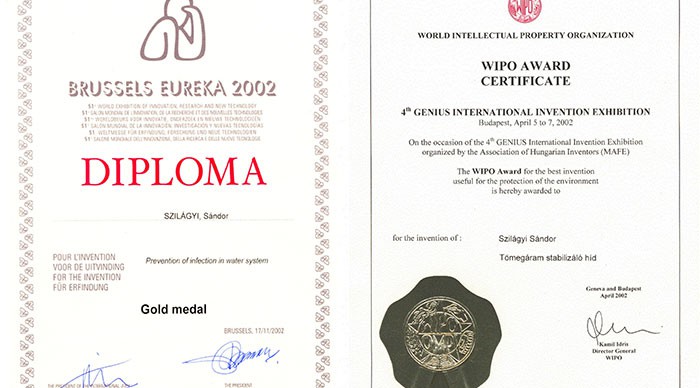 BRUSSELS EUREKA 2002
51st WORLD EXHIBITION OF INNOVATION, RESEARCH AND NEW TECHNOLOGY
DIPLOMA
SZILÁGYI, Sándor
POUR L'INVENTION
VOOR DE UITVINDING
FOR THE INVENTION
FÜR ERFINDUNG
Prevention of infection in water system
Gold medal
BRUSSELS, 17/11/2002
THE PRESIDENT
WIPO
WORLD INTELLECTUAL PROPERTY ORGANIZATION
WIPO AWARD
CERTIFICATE
4th GENIUS INTERNATIONAL INVENTION EXHIBITION
Budapest, April 5 to 7, 2002
On the occasion of the 4th GENIUS International Invention Exhibition
organized by the Association of Hungarian Inventors (MAFE)
The WIPO Award for the best invention
useful for the protection of the environment
is hereby awarded to
for the invention of :
Szilágyi Sándor
Tömegáram stabilizáló híd
Geneva and Budapest
April 2002
WIPO
OMPI
Kamil Idris
Director General
WIPO